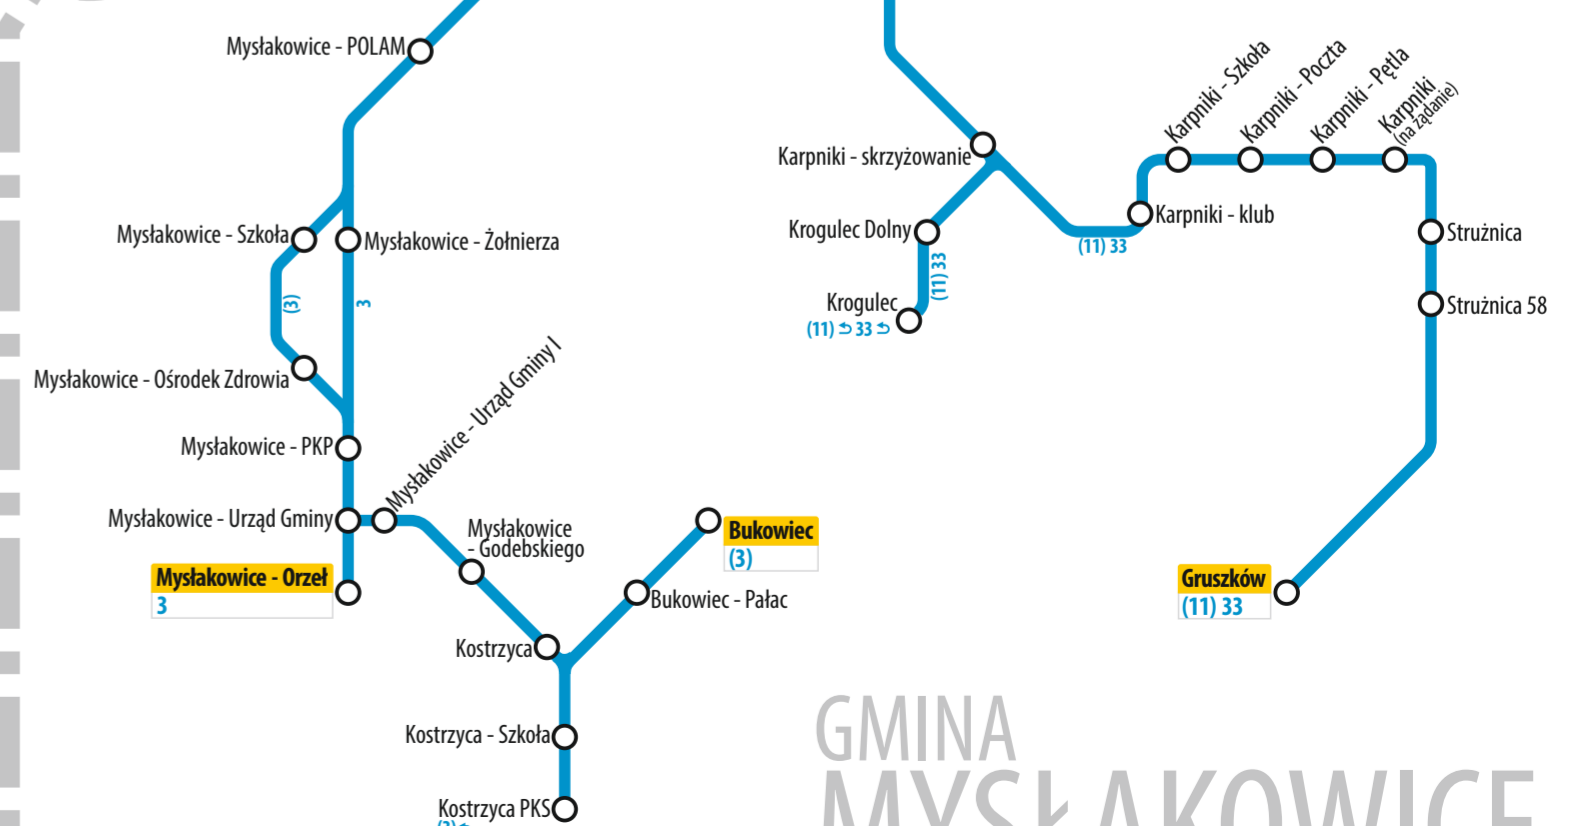 Mysłakowice - POLAM
Mysłakowice - Szkoła
Mysłakowice - Żołnierza
(3)
3
Mysłakowice - Ośrodek Zdrowia
Mysłakowice - PKP
Mysłakowice - Urząd Gminy I
Mysłakowice - Urząd Gminy
Mysłakowice - Orzeł
3
Mysłakowice
- Godebskiego
Kostrzyca
Bukowiec
(3)
Bukowiec - Pałac
Kostrzyca - Szkoła
Kostrzyca PKS
Karpniki - skrzyżowanie
Krogulec Dolny
(11) 33
Krogulec
(11) ⮌ 33 ⮌
(11) 33
Karpniki - klub
Karpniki - Szkoła
Karpniki - Poczta
Karpniki - Pętla
Karpniki
(na żądanie)
Strużnica
Strużnica 58
Gruszków
(11) 33
GMINA
MYSŁAKOWICE